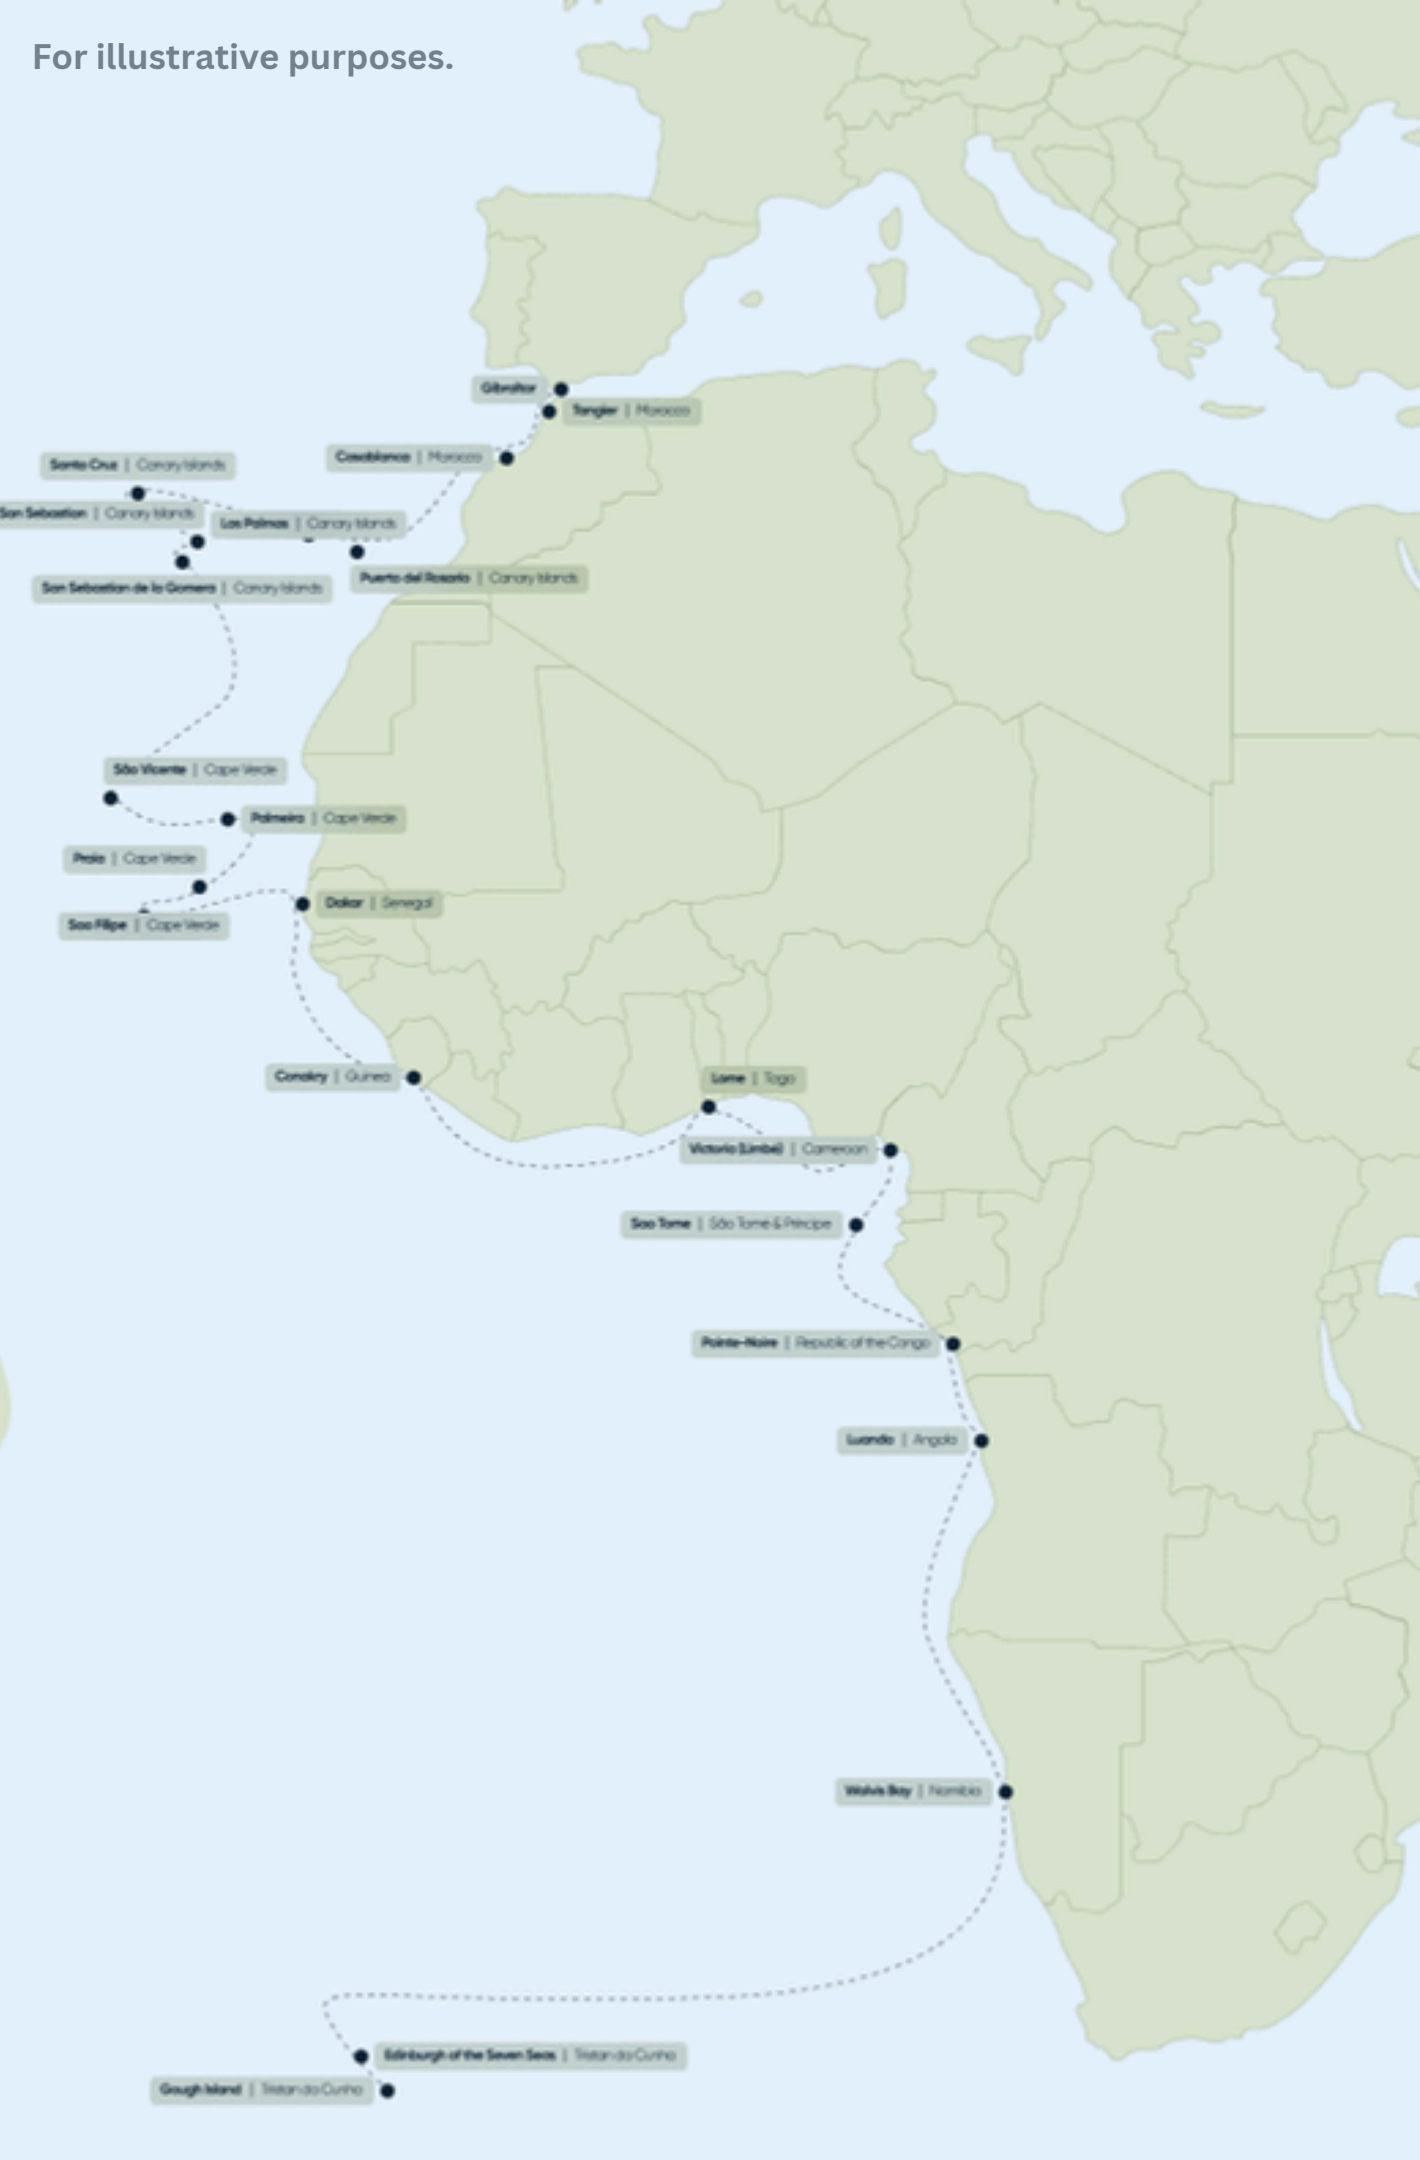 For illustrative purposes.
Gibraltar
Tangier | Morocco
Casablanca | Morocco
Santa Cruz | Canary Islands
San Sebastian | Canary Islands
Las Palmas | Canary Islands
Puerto del Rosario | Canary Islands
San Sebastian de la Gomera | Canary Islands
São Vicente | Cape Verde
Palmeira | Cape Verde
Praia | Cape Verde
Dakar | Senegal
Sao Filipe | Cape Verde
Conakry | Guinea
Lome | Togo
Victoria (Limbe) | Cameroon
Sao Tome | São Tomé & Príncipe
Pointe-Noire | Republic of the Congo
Luanda | Angola
Walvis Bay | Namibia
Edinburgh of the Seven Seas | Tristan da Cunha
Gough Island | Tristan da Cunha